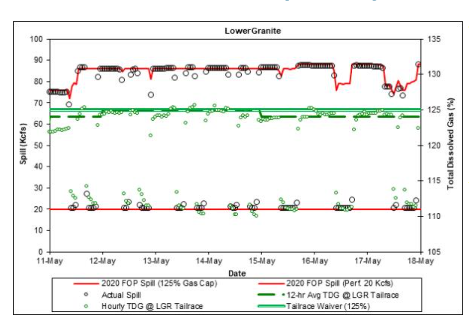 Lower Granite
100
90
80
70
60
50
40
30
20
10
0
Spill (Kcfs)
135
130
125
120
115
110
105
Total Dissolved Gas (%)
11-May 12-May 13-May 14-May 15-May 16-May 17-May 18-May
Date
2020 FOP Spill (125% Gas Cap) 2020 FOP Spill (Perf. 20 Kcfs)
Actual Spill 12-hr Avg TDG @ LGR Tailrace
Hourly TDG @ LGR Tailrace Tailrace Waiver (125%)